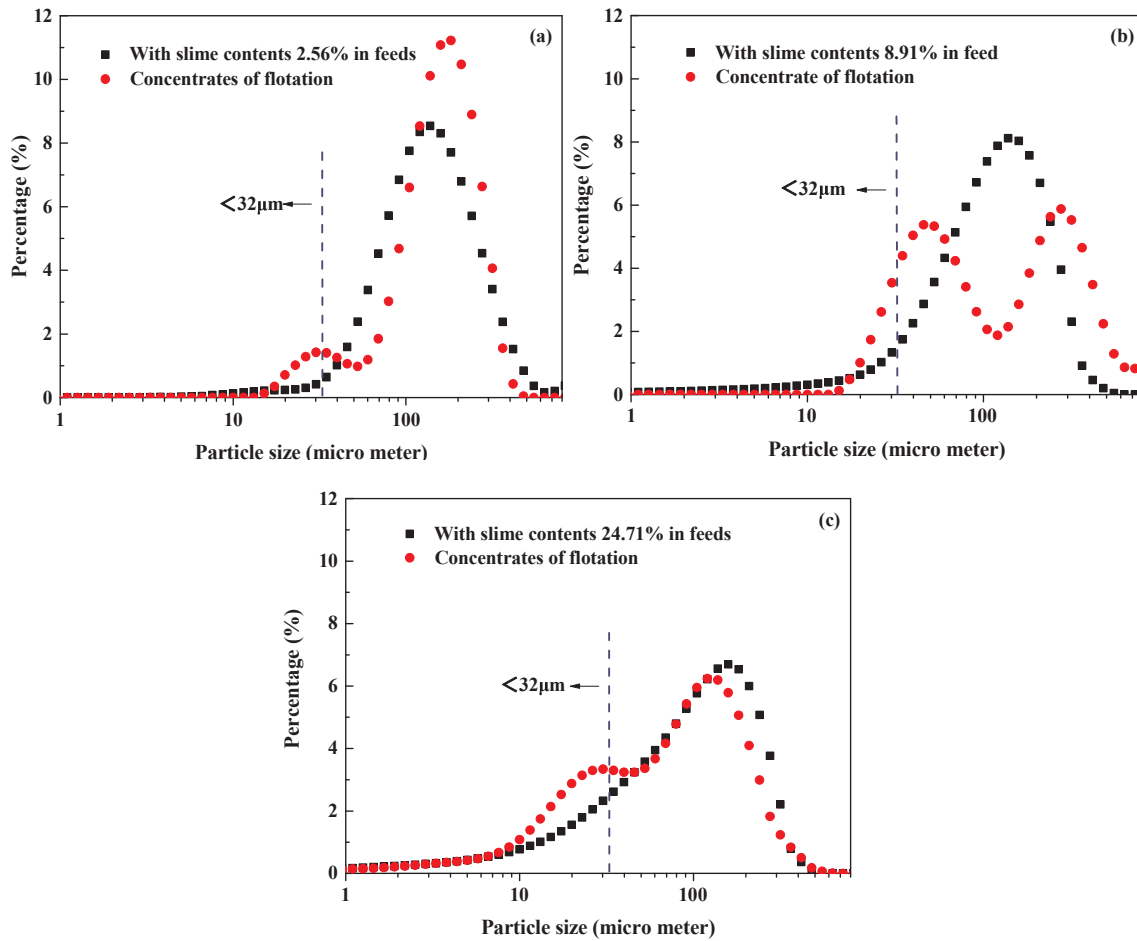 (a)
With slime contents 2.56% in feeds
Concentrates of flotation
<32μm
Percentage (%)
12
10
8
6
4
2
0
1
10
100
Particle size (micro meter)
(b)
With slime contents 8.91% in feed
Concentrate of flotation
<32μm
Percentage (%)
12
10
8
6
4
2
0
1
10
100
Particle size (micro meter)
(c)
With slime contents 24.71% in feeds
Concentrates of flotation
<32μm
Percentage (%)
12
10
8
6
4
2
0
1
10
100
Particle size (micro meter)